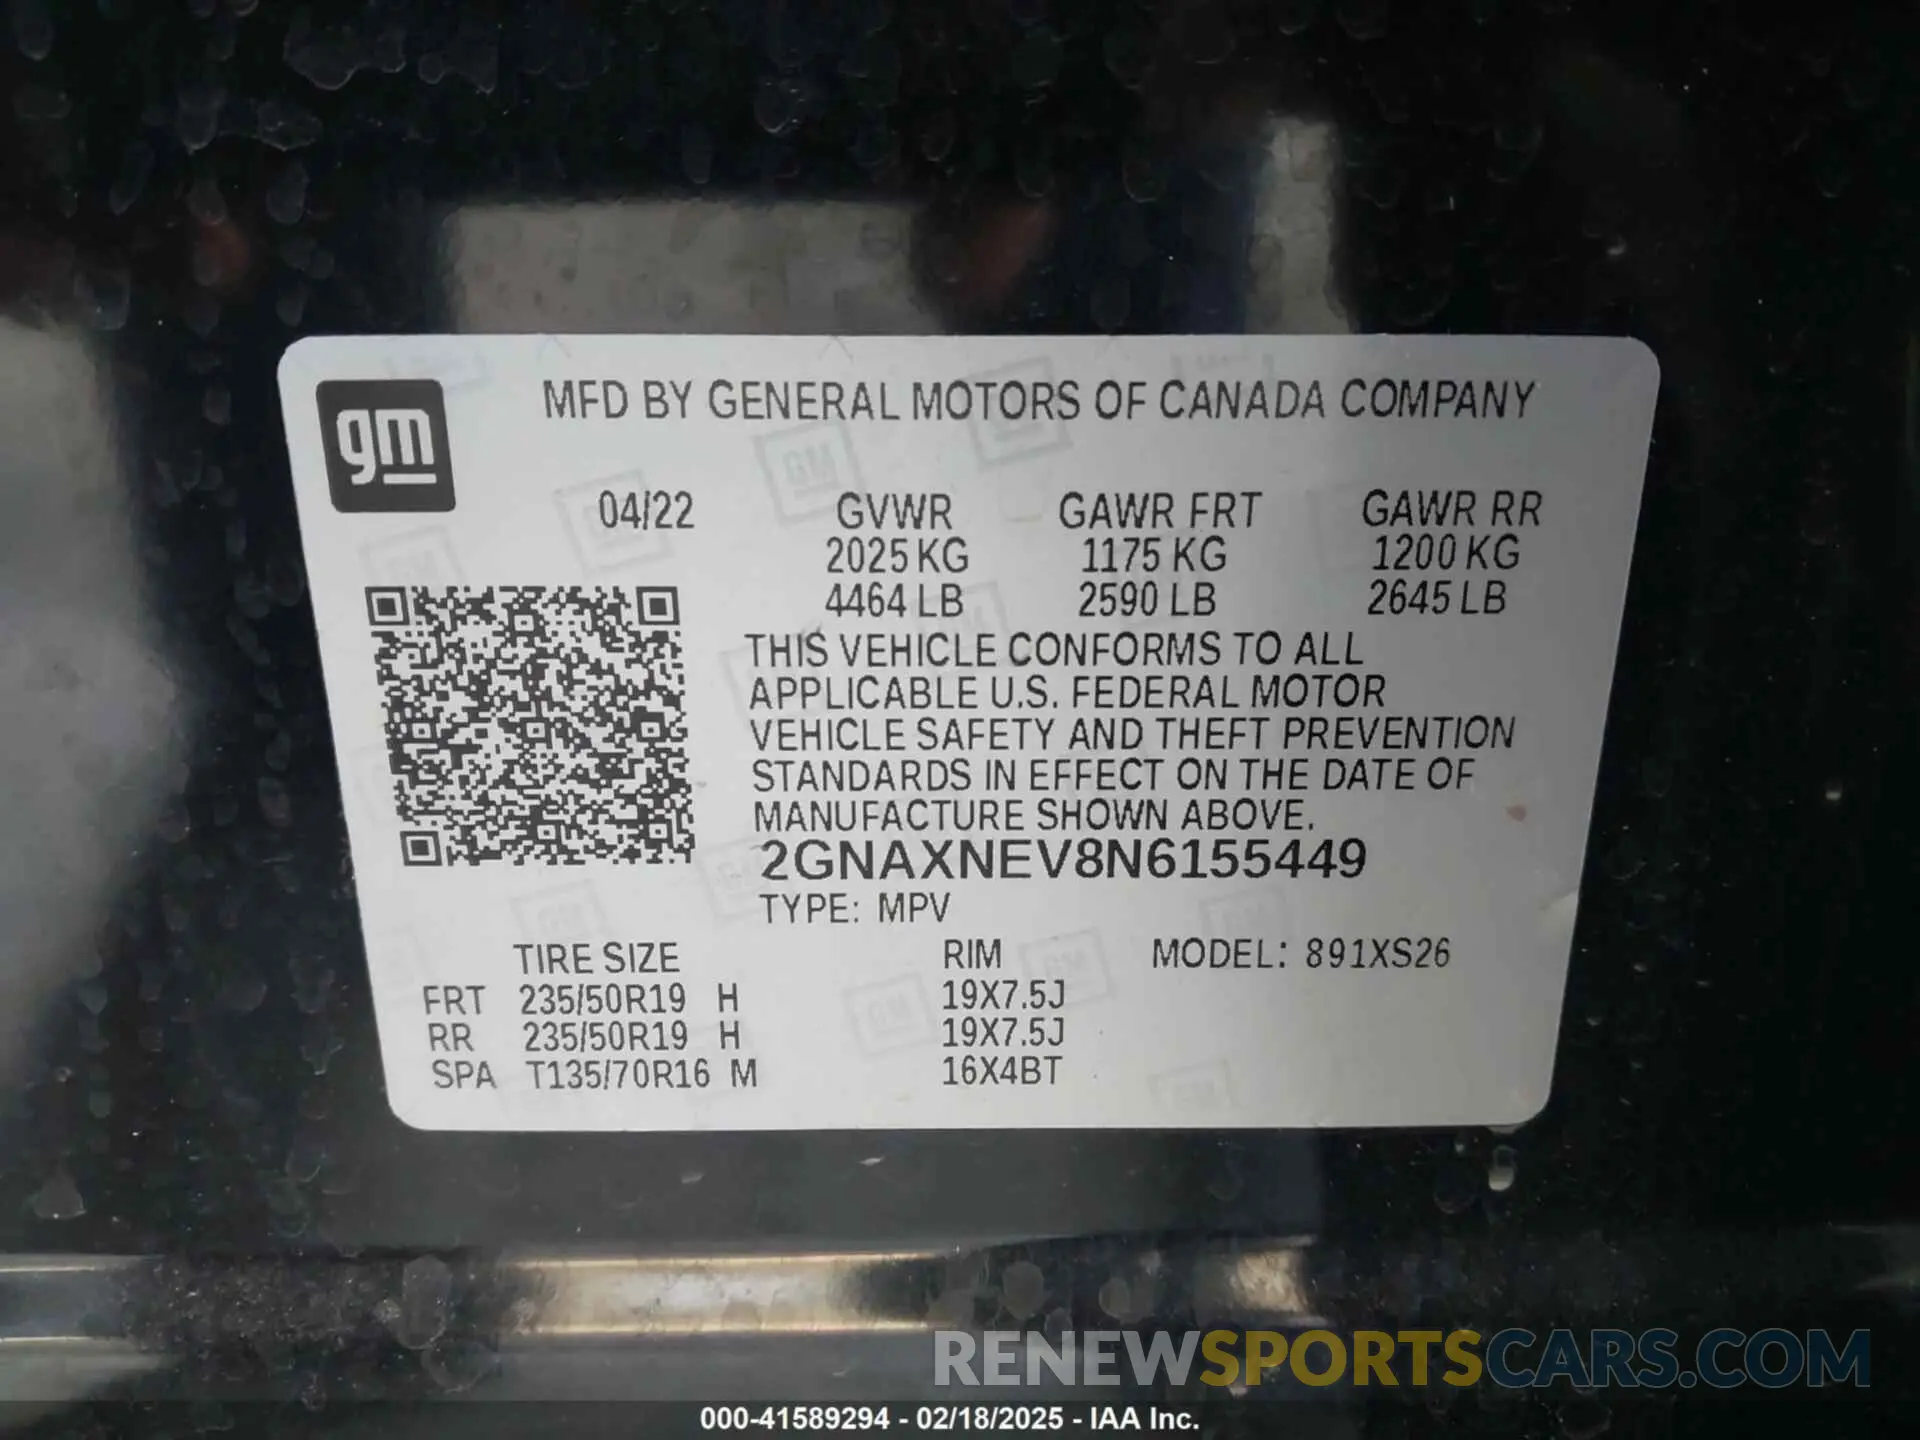 gm
MFD BY GENERAL MOTORS OF CANADA COMPANY
04/22 GVWR GAWR FRT GAWR RR
2025 KG 1175 KG 1200 KG
4464 LB 2590 LB 2645 LB
THIS VEHICLE CONFORMS TO ALL
APPLICABLE U.S. FEDERAL MOTOR
VEHICLE SAFETY AND THEFT PREVENTION
STANDARDS IN EFFECT ON THE DATE OF
MANUFACTURE SHOWN ABOVE.
2GNAXNEV8N6155449
TYPE: MPV
TIRE SIZE RIM MODEL: 891XS26
FRT 235/50R19 H 19X7.5J
RR 235/50R19 H 19X7.5J
SPA T135/70R16 M 16X4BT
RENEWSPORTSCARS.COM
000-41589294 - 02/18/2025 - IAA Inc.